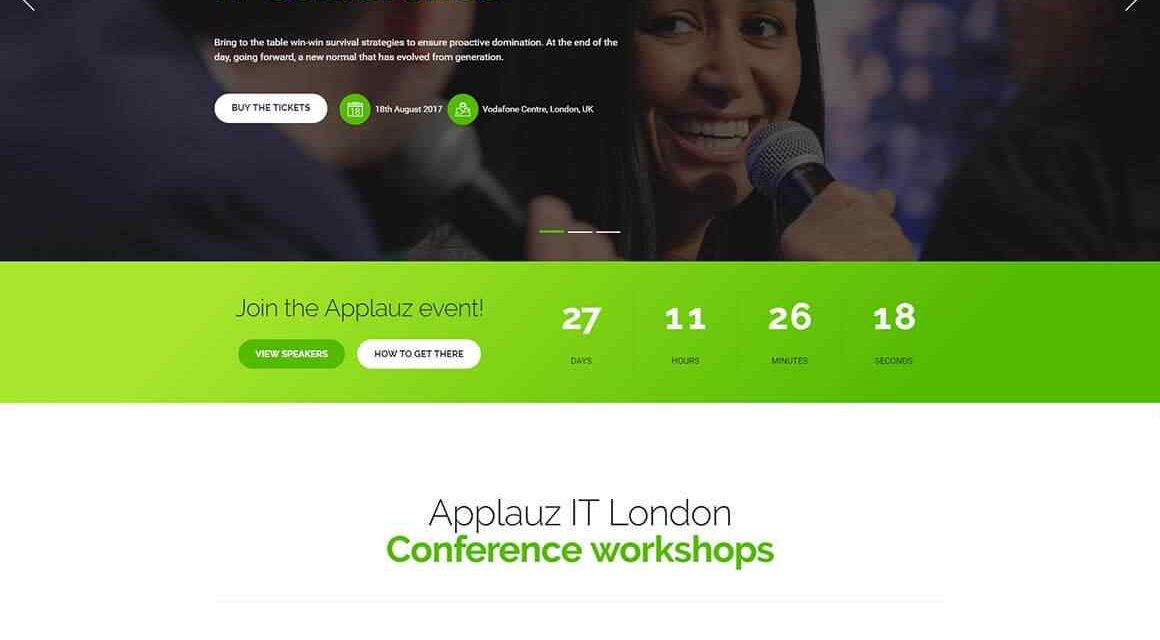 Bring to the table win-win survival strategies to ensure proactive domination. At the end of the
day, going forward, a new normal that has evolved from generation.
BUY THE TICKETS
18
18th August 2017
Vodafone Centre, London, UK
Join the Applauz event!
VIEW SPEAKERS
HOW TO GET THERE
27
11
26
18
DAYS
HOURS
MINUTES
SECONDS
Applauz IT London
Conference workshops